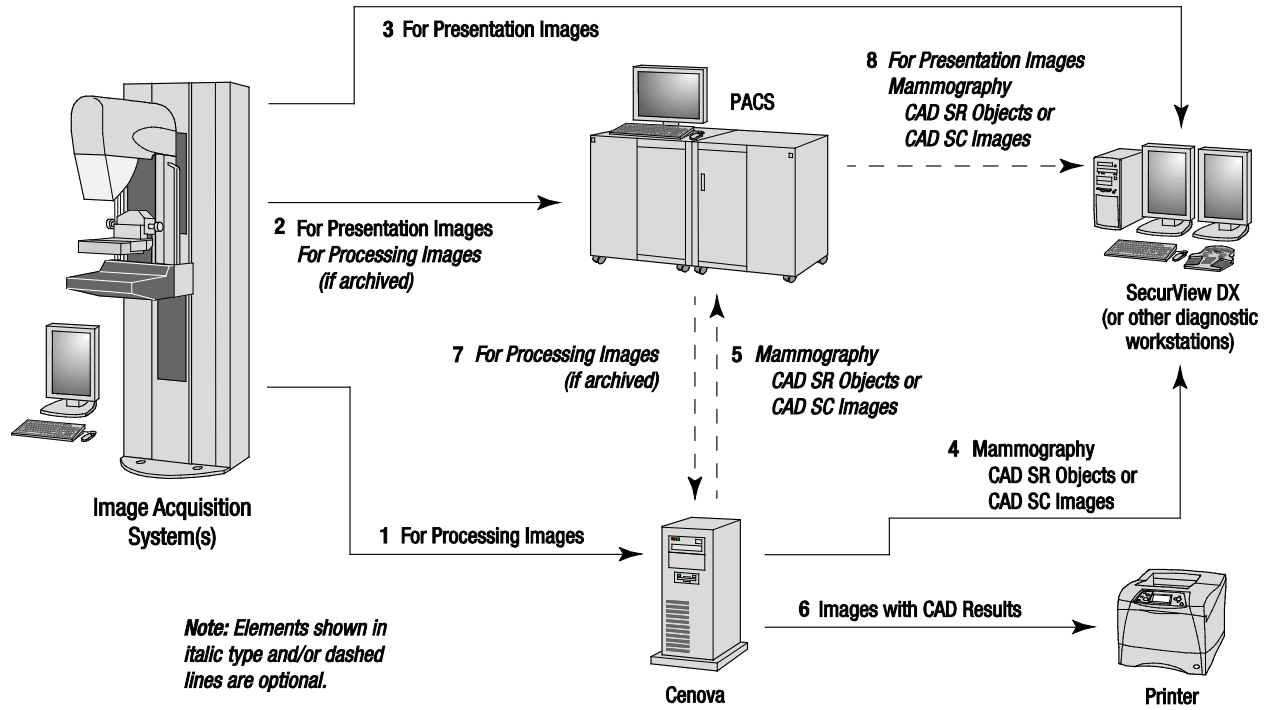 3 For Presentation Images
8 For Presentation Images
Mammography
CAD SR Objects or
CAD SC Images
PACS
2 For Presentation Images
For Processing Images
(if archived)
SecurView DX
(or other diagnostic
workstations)
7 For Processing Images
(if archived)
5 Mammography
CAD SR Objects or
CAD SC Images
4 Mammography
CAD SR Objects or
CAD SC Images
Image Acquisition
System(s)
1 For Processing Images
6 Images with CAD Results
Note: Elements shown in
italic type and/or dashed
lines are optional.
Cenova
Printer